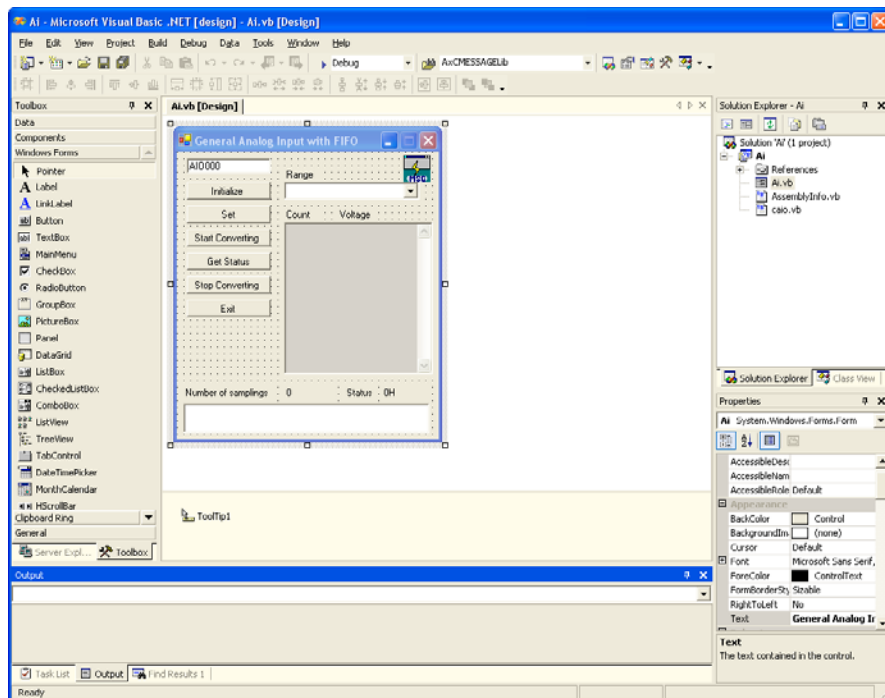 Ai - Microsoft Visual Basic .NET [design] - Ai.vb [Design]
File Edit View Project Build Debug Data Tools Window Help
Debug AxCMESSAGELib
Toolbox
Data
Components
Windows Forms
Pointer
Label
LinkLabel
Button
TextBox
MainMenu
CheckBox
RadioButton
GroupBox
PictureBox
Panel
DataGrid
ListBox
CheckedListBox
ComboBox
ListView
TreeView
TabControl
DateTimePicker
MonthCalendar
HScrollBar
Clipboard Ring
General
Server Expl... Toolbox
Ai.vb [Design]
General Analog Input with FIFO
AIO000
Range
Initialize
Set
Count Voltage
Start Converting
Get Status
Stop Converting
Exit
Number of samplings 0 Status 0H
ToolTip1
Solution Explorer - Ai
Solution 'Ai' (1 project)
Ai
References
Ai.vb
AssemblyInfo.vb
caio.vb
Solution Explorer Class View
Properties
Ai System.Windows.Forms.Form
AccessibleDesc
AccessibleNam
AccessibleRole Default
Appearance
BackColor Control
BackgroundIm (none)
Cursor Default
Font Microsoft Sans Serif,
ForeColor ControlText
FormBorderSty Sizable
RightToLeft No
Text General Analog Ir
Text
The text contained in the control.
Output
Task List Output Find Results 1
Ready